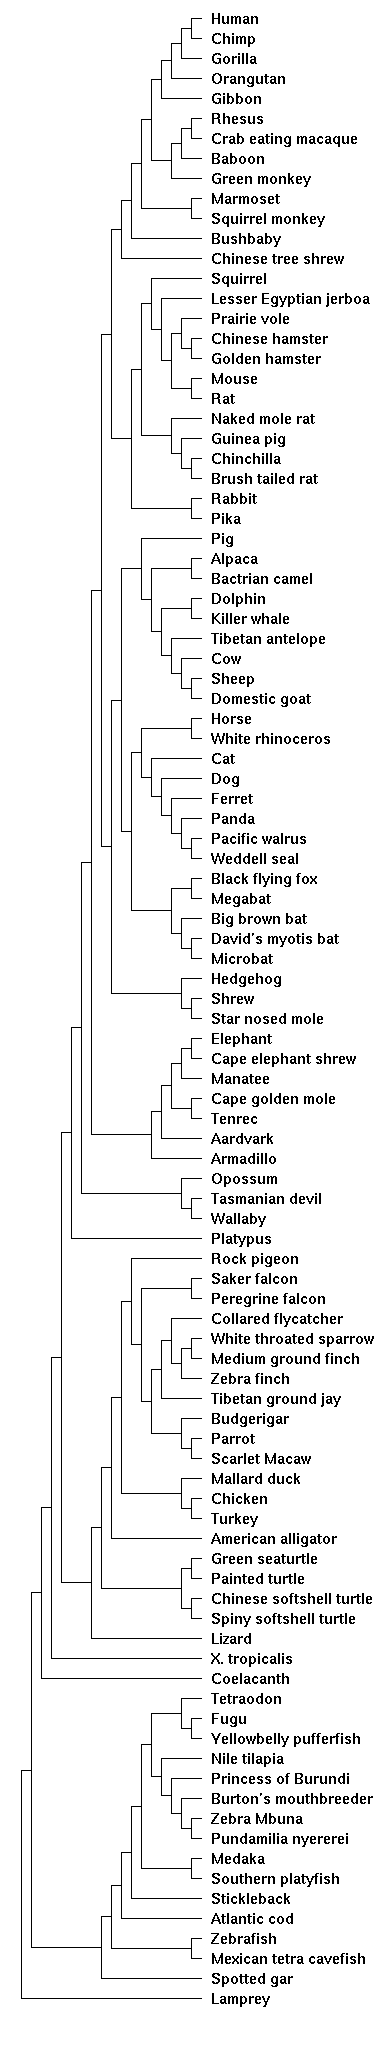 Human
Chimp
Gorilla
Orangutan
Gibbon
Rhesus
Crab eating macaque
Baboon
Green monkey
Marmoset
Squirrel monkey
Bushbaby
Chinese tree shrew
Squirrel
Lesser Egyptian jerboa
Prairie vole
Chinese hamster
Golden hamster
Mouse
Rat
Naked mole rat
Guinea pig
Chinchilla
Brush tailed rat
Rabbit
Pika
Pig
Alpaca
Bactrian camel
Dolphin
Killer whale
Tibetan antelope
Cow
Sheep
Domestic goat
Horse
White rhinoceros
Cat
Dog
Ferret
Panda
Pacific walrus
Weddell seal
Black flying fox
Megabat
Big brown bat
David's myotis bat
Microbat
Hedgehog
Shrew
Star nosed mole
Elephant
Cape elephant shrew
Manatee
Cape golden mole
Tenrec
Aardvark
Armadillo
Opossum
Tasmanian devil
Wallaby
Platypus
Rock pigeon
Saker falcon
Peregrine falcon
Collared flycatcher
White throated sparrow
Medium ground finch
Zebra finch
Tibetan ground jay
Budgerigar
Parrot
Scarlet Macaw
Mallard duck
Chicken
Turkey
American alligator
Green seaturtle
Painted turtle
Chinese softshell turtle
Spiny softshell turtle
Lizard
X. tropicalis
Coelacanth
Tetraodon
Fugu
Yellowbelly pufferfish
Nile tilapia
Princess of Burundi
Burton's mouthbreeder
Zebra Mbuna
Pundamilia nyererei
Medaka
Southern platyfish
Stickleback
Atlantic cod
Zebrafish
Mexican tetra cavefish
Spotted gar
Lamprey